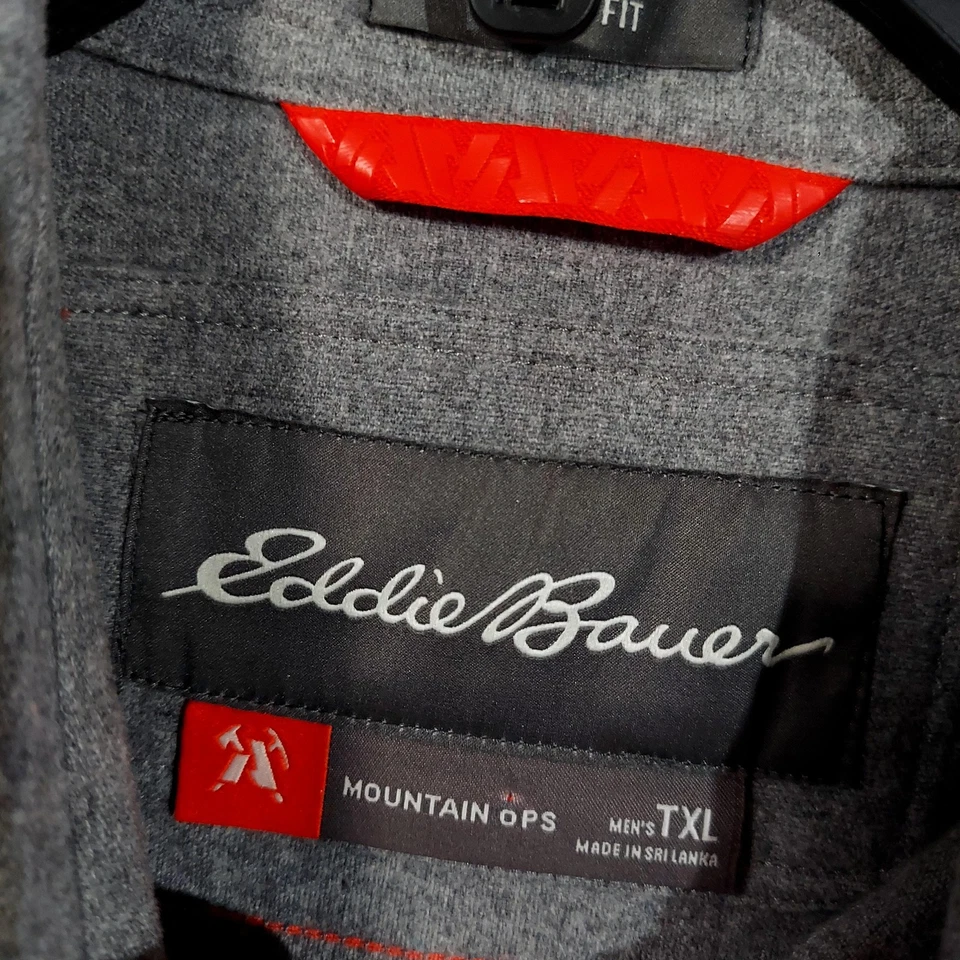 FIT
Eddie Bauer
MOUNTAIN OPS
MEN'S TXL
MADE IN SRI LANKA